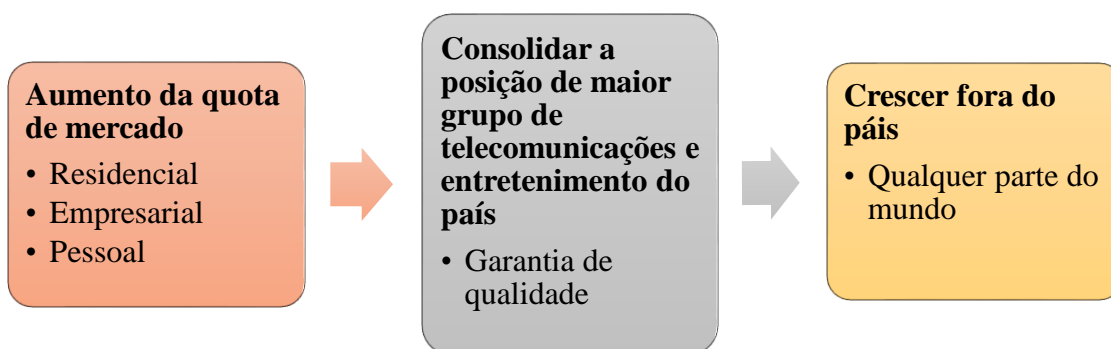 Aumento da quota
de mercado
• Residencial
• Empresarial
• Pessoal
Consolidar a
posição de maior
grupo de
telecomunicações e
entretenimento do
país
• Garantia de
qualidade
Crescer fora do
páis
• Qualquer parte do
mundo